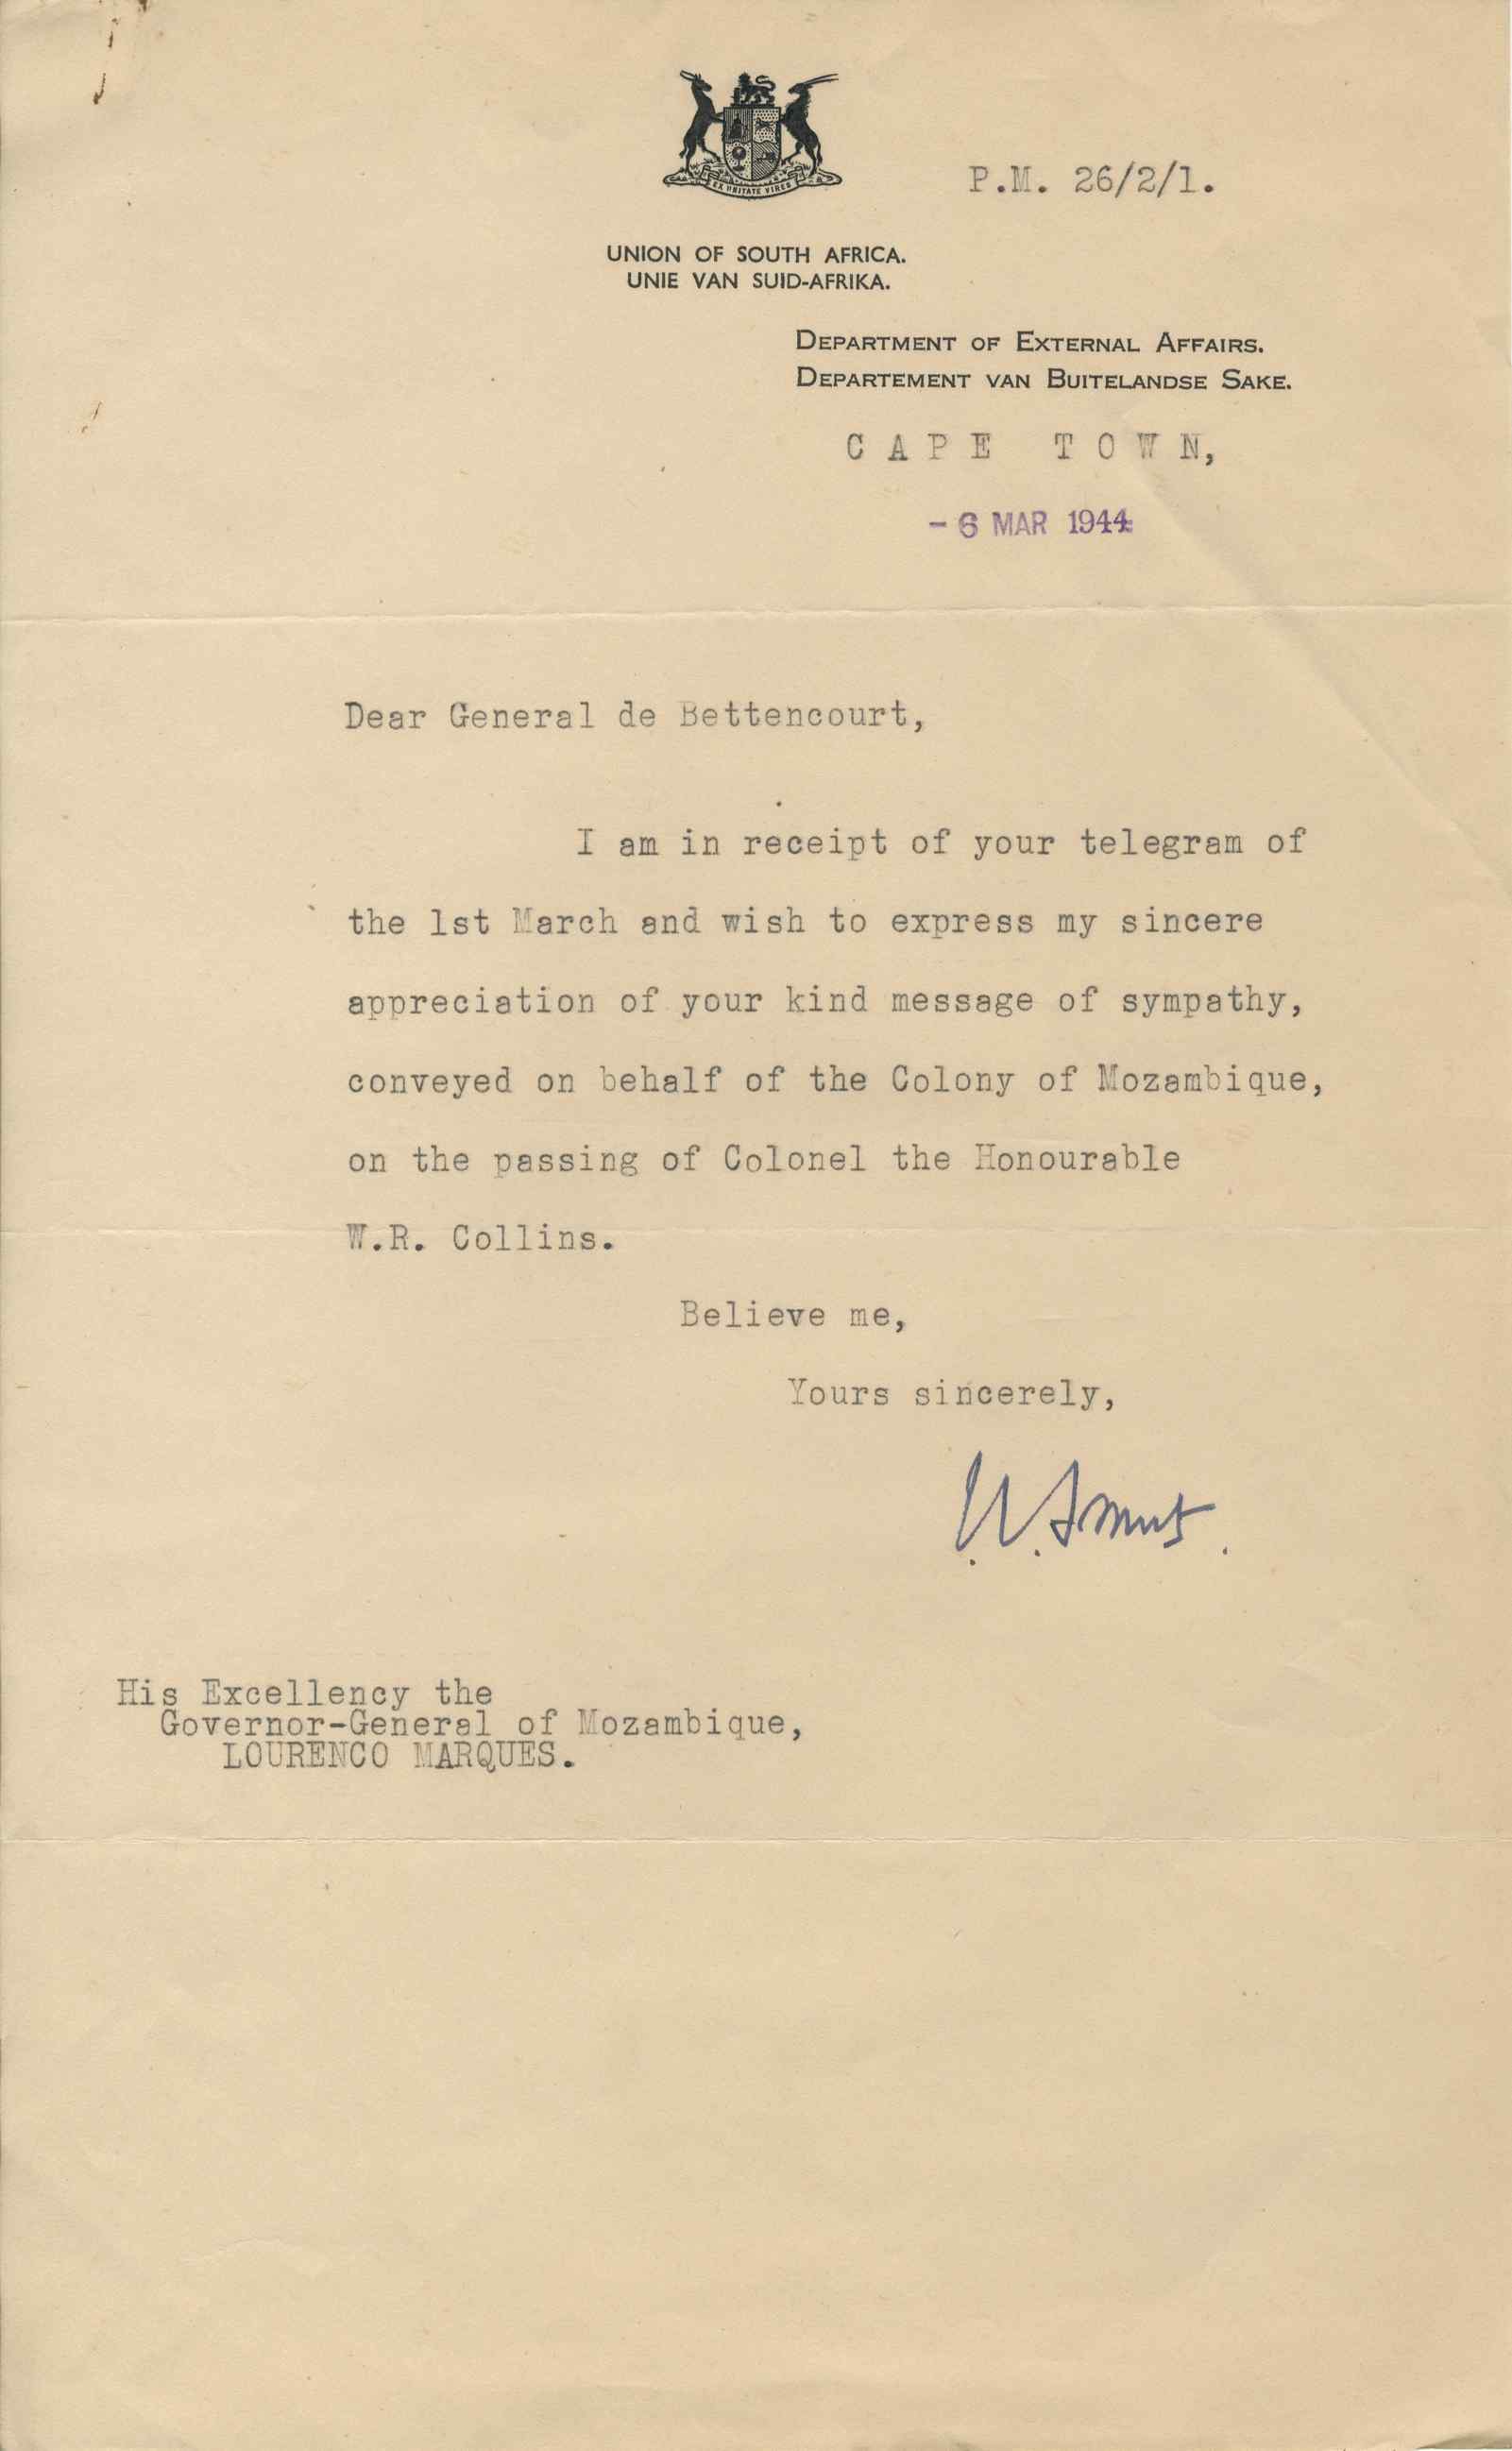 EX UNITATE VIRES
P.M. 26/2/1.
UNION OF SOUTH AFRICA.
UNIE VAN SUID-AFRIKA.
DEPARTMENT OF EXTERNAL AFFAIRS.
DEPARTEMENT VAN BUITELANDSE SAKE.
CAPE TOWN,
- 6 MAR 1944
Dear General de Bettencourt,
I am in receipt of your telegram of
the 1st March and wish to express my sincere
appreciation of your kind message of sympathy,
conveyed on behalf of the Colony of Mozambique,
on the passing of Colonel the Honourable
W.R. Collins.
Believe me,
Yours sincerely,
J.C. Smuts.
His Excellency the
Governor-General of Mozambique,
LOURENCO MARQUES.